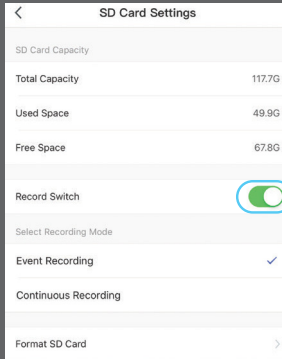 SD Card Settings
SD Card Capacity
Total Capacity 117.7G
Used Space 49.9G
Free Space 67.8G
Record Switch
Select Recording Mode
Event Recording
Continuous Recording
Format SD Card